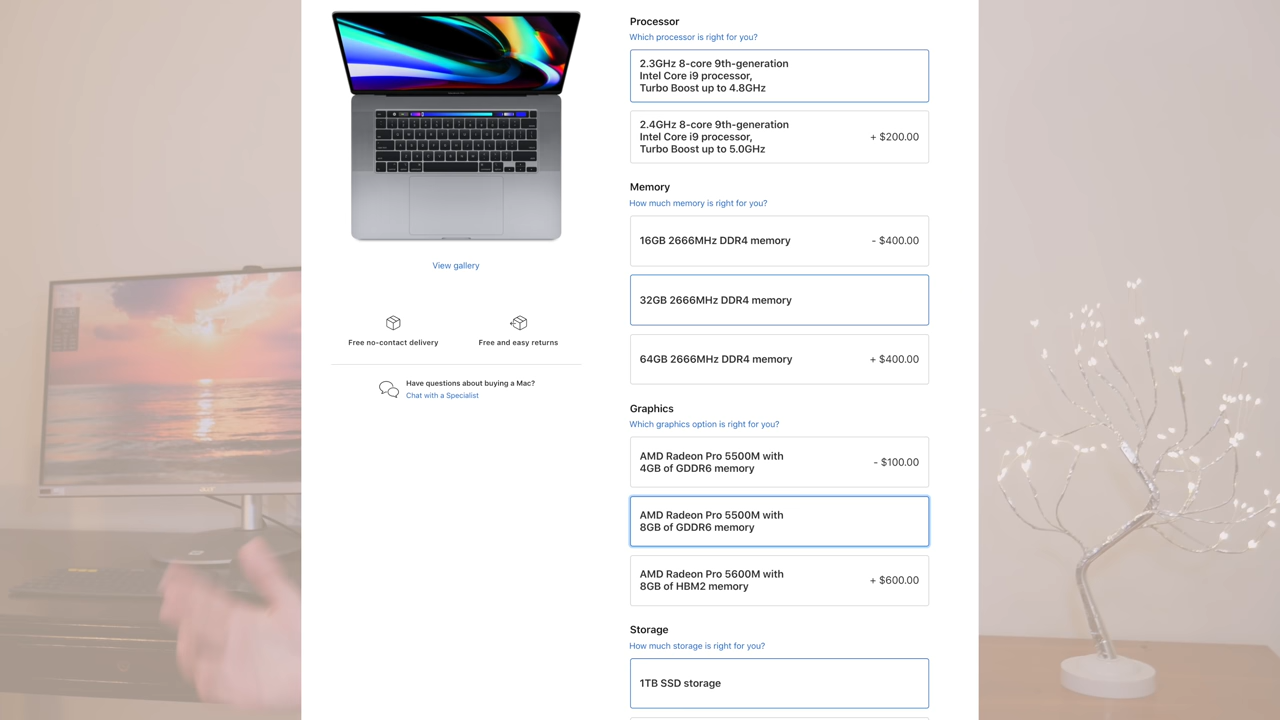 View gallery
Free no-contact delivery
Free and easy returns
Have questions about buying a Mac?
Chat with a Specialist
Processor
Which processor is right for you?
2.3GHz 8-core 9th-generation
Intel Core i9 processor,
Turbo Boost up to 4.8GHz
2.4GHz 8-core 9th-generation
Intel Core i9 processor,
Turbo Boost up to 5.0GHz
+ $200.00
Memory
How much memory is right for you?
16GB 2666MHz DDR4 memory
- $400.00
32GB 2666MHz DDR4 memory
64GB 2666MHz DDR4 memory
+ $400.00
Graphics
Which graphics option is right for you?
AMD Radeon Pro 5500M with
4GB of GDDR6 memory
- $100.00
AMD Radeon Pro 5500M with
8GB of GDDR6 memory
AMD Radeon Pro 5600M with
8GB of HBM2 memory
+ $600.00
Storage
How much storage is right for you?
1TB SSD storage
acer